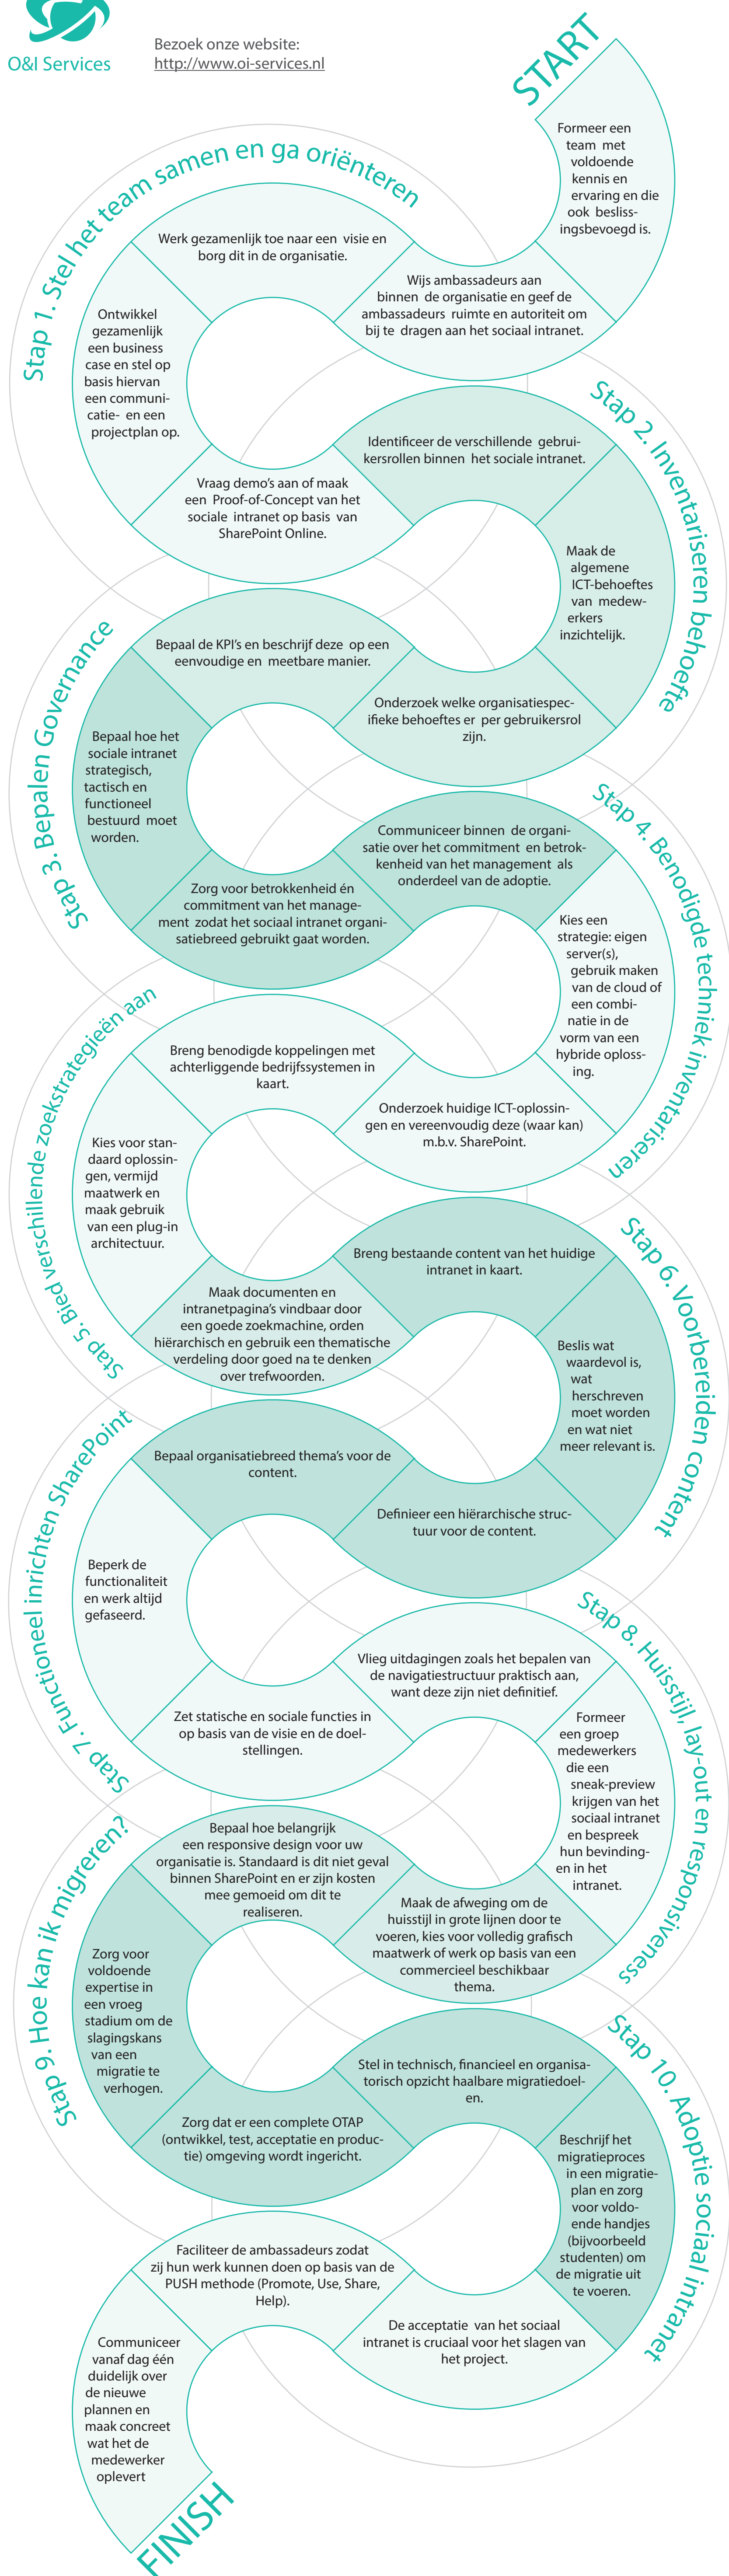 O&I Services
Bezoek onze website:
http://www.oi-services.nl
START
Formeer een
team met
voldoende
kennis en
ervaring en die
ook besliss-
ingsbevoegd is.
Wijs ambassadeurs aan
binnen de organisatie en geef de
ambassadeurs ruimte en autoriteit om
bij te dragen aan het sociaal intranet.
Stap 1. Stel het team samen en ga oriënteren
Werk gezamenlijk toe naar een visie en
borg dit in de organisatie.
Ontwikkel
gezamenlijk
een business
case en stel op
basis hiervan
een communi-
catie- en een
projectplan op.
Vraag demo's aan of maak
een Proof-of-Concept van het
sociale intranet op basis van
SharePoint Online.
Stap 2. Inventariseren behoefte
Identificeer de verschillende gebrui-
kersrollen binnen het sociale intranet.
Maak de
algemene
ICT-behoeftes
van medew-
erkers
inzichtelijk.
Onderzoek welke organisatiespec-
ifieke behoeftes er per gebruikersrol
zijn.
Bepaal de KPI's en beschrijf deze op een
eenvoudige en meetbare manier.
Stap 3. Bepalen Governance
Bepaal hoe het
sociale intranet
strategisch,
tactisch en
functioneel
bestuurd moet
worden.
Zorg voor betrokkenheid én
commitment van het manage-
ment zodat het sociaal intranet organi-
satiebreed gebruikt gaat worden.
Communiceer binnen de organi-
satie over het commitment en betrok-
kenheid van het management als
onderdeel van de adoptie.
Stap 4. Benodigde techniek inventariseren
Kies een
strategie: eigen
server(s),
gebruik maken
van de cloud of
een combi-
natie in de
vorm van een
hybride oploss-
ing.
Onderzoek huidige ICT-oplossin-
gen en vereenvoudig deze (waar kan)
m.b.v. SharePoint.
Breng benodigde koppelingen met
achterliggende bedrijfssystemen in
kaart.
Kies voor stan-
daard oplossin-
gen, vermijd
maatwerk en
maak gebruik
van een plug-in
architectuur.
Stap 5. Bied verschillende zoekstrategieën aan
Maak documenten en
intranetpagina's vindbaar door
een goede zoekmachine, orden
hiërarchisch en gebruik een thematische
verdeling door goed na te denken
over trefwoorden.
Stap 6. Voorbereiden content
Breng bestaande content van het huidige
intranet in kaart.
Beslis wat
waardevol is,
wat
herschreven
moet worden
en wat niet
meer relevant is.
Definieer een hiërarchische struc-
tuur voor de content.
Bepaal organisatiebreed thema's voor de
content.
Stap 7. Functioneel inrichten SharePoint
Beperk de
functionaliteit
en werk altijd
gefaseerd.
Zet statische en sociale functies in
op basis van de visie en de doel-
stellingen.
Vlieg uitdagingen zoals het bepalen van
de navigatiestructuur praktisch aan,
want deze zijn niet definitief.
Formeer
een groep
medewerkers
die een
sneak-preview
krijgen van het
sociaal intranet
en bespreek
hun bevinding-
en in het
intranet.
Stap 8. Huisstijl, lay-out en responsiveness
Maak de afweging om de
huisstijl in grote lijnen door te
voeren, kies voor volledig grafisch
maatwerk of werk op basis van een
commercieel beschikbaar
thema.
Bepaal hoe belangrijk
een responsive design voor uw
organisatie is. Standaard is dit niet geval
binnen SharePoint en er zijn kosten
mee gemoeid om dit te
realiseren.
Stap 9. Hoe kan ik migreren?
Zorg voor
voldoende
expertise in
een vroeg
stadium om de
slagingskans
van een
migratie te
verhogen.
Zorg dat er een complete OTAP
(ontwikkel, test, acceptatie en produc-
tie) omgeving wordt ingericht.
Stel in technisch, financieel en organisa-
torisch opzicht haalbare migratiedoel-
en.
Beschrijf het
migratieproces
in een migratie-
plan en zorg
voor voldo-
ende handjes
(bijvoorbeeld
studenten) om
de migratie uit
te voeren.
Stap 10. Adoptie sociaal intranet
De acceptatie van het sociaal
intranet is cruciaal voor het slagen van
het project.
Faciliteer de ambassadeurs zodat
zij hun werk kunnen doen op basis van de
PUSH methode (Promote, Use, Share,
Help).
Communiceer
vanaf dag één
duidelijk over
de nieuwe
plannen en
maak concreet
wat het de
medewerker
oplevert
FINISH